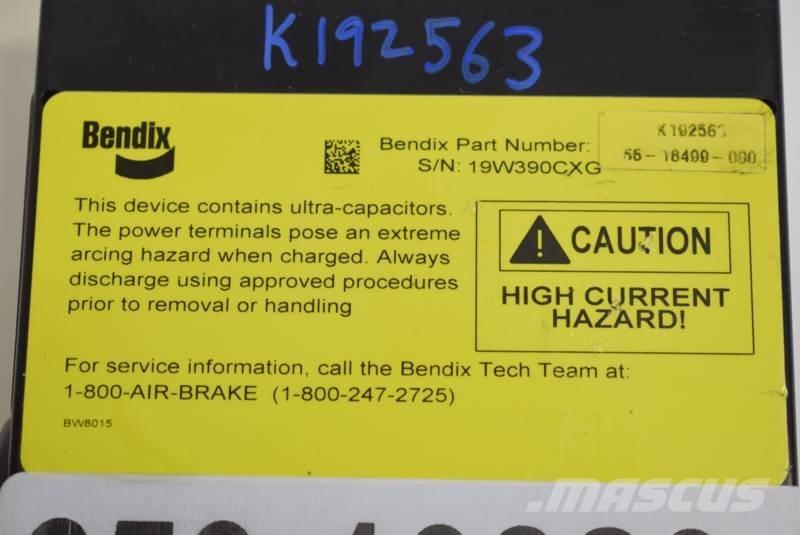 K192563
Bendix
Bendix Part Number:
K192563
S/N: 19W390CXG
66-18499-000
This device contains ultra-capacitors.
The power terminals pose an extreme
arcing hazard when charged. Always
discharge using approved procedures
prior to removal or handling
CAUTION
HIGH CURRENT
HAZARD!
For service information, call the Bendix Tech Team at:
1-800-AIR-BRAKE (1-800-247-2725)
BW8015
MASCUS